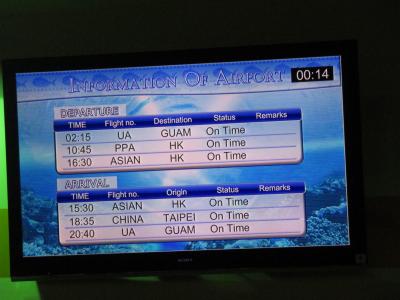 INFORMATION OF AIRPORT 00:14
DEPARTURE
TIME Flight no. Destination Status Remarks
02:15 UA GUAM On Time
10:45 PPA HK On Time
16:30 ASIAN HK On Time
ARRIVAL
TIME Flight no. Origin Status Remarks
15:30 ASIAN HK On Time
18:35 CHINA TAIPEI On Time
20:40 UA GUAM On Time
SONY